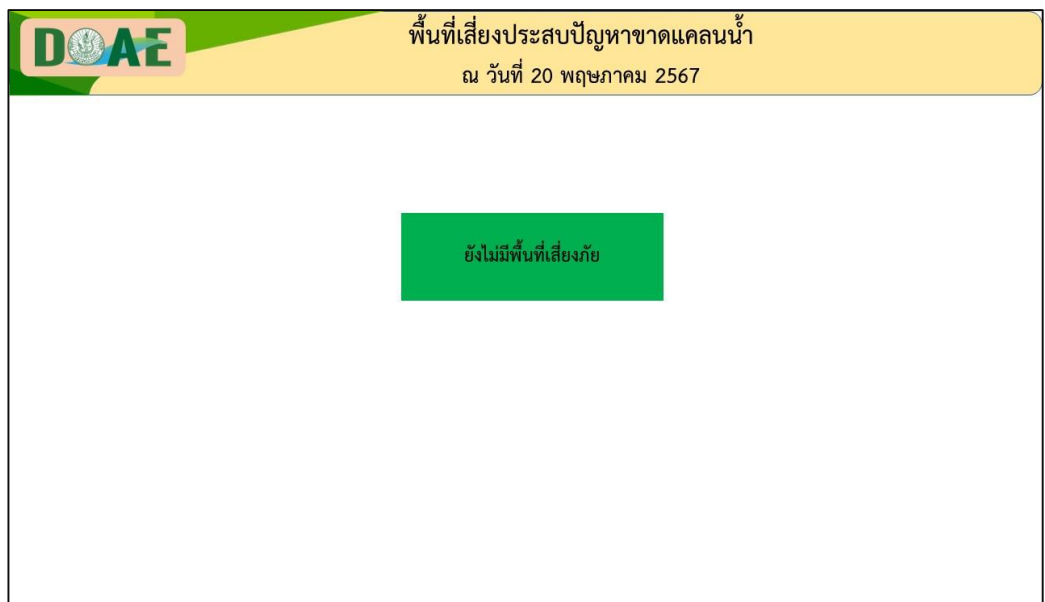 DOAE
พื้นที่เสี่ยงประสบปัญหาขาดแคลนน้ำ
ณ วันที่ 20 พฤษภาคม 2567
ยังไม่มีพื้นที่เสี่ยงภัย